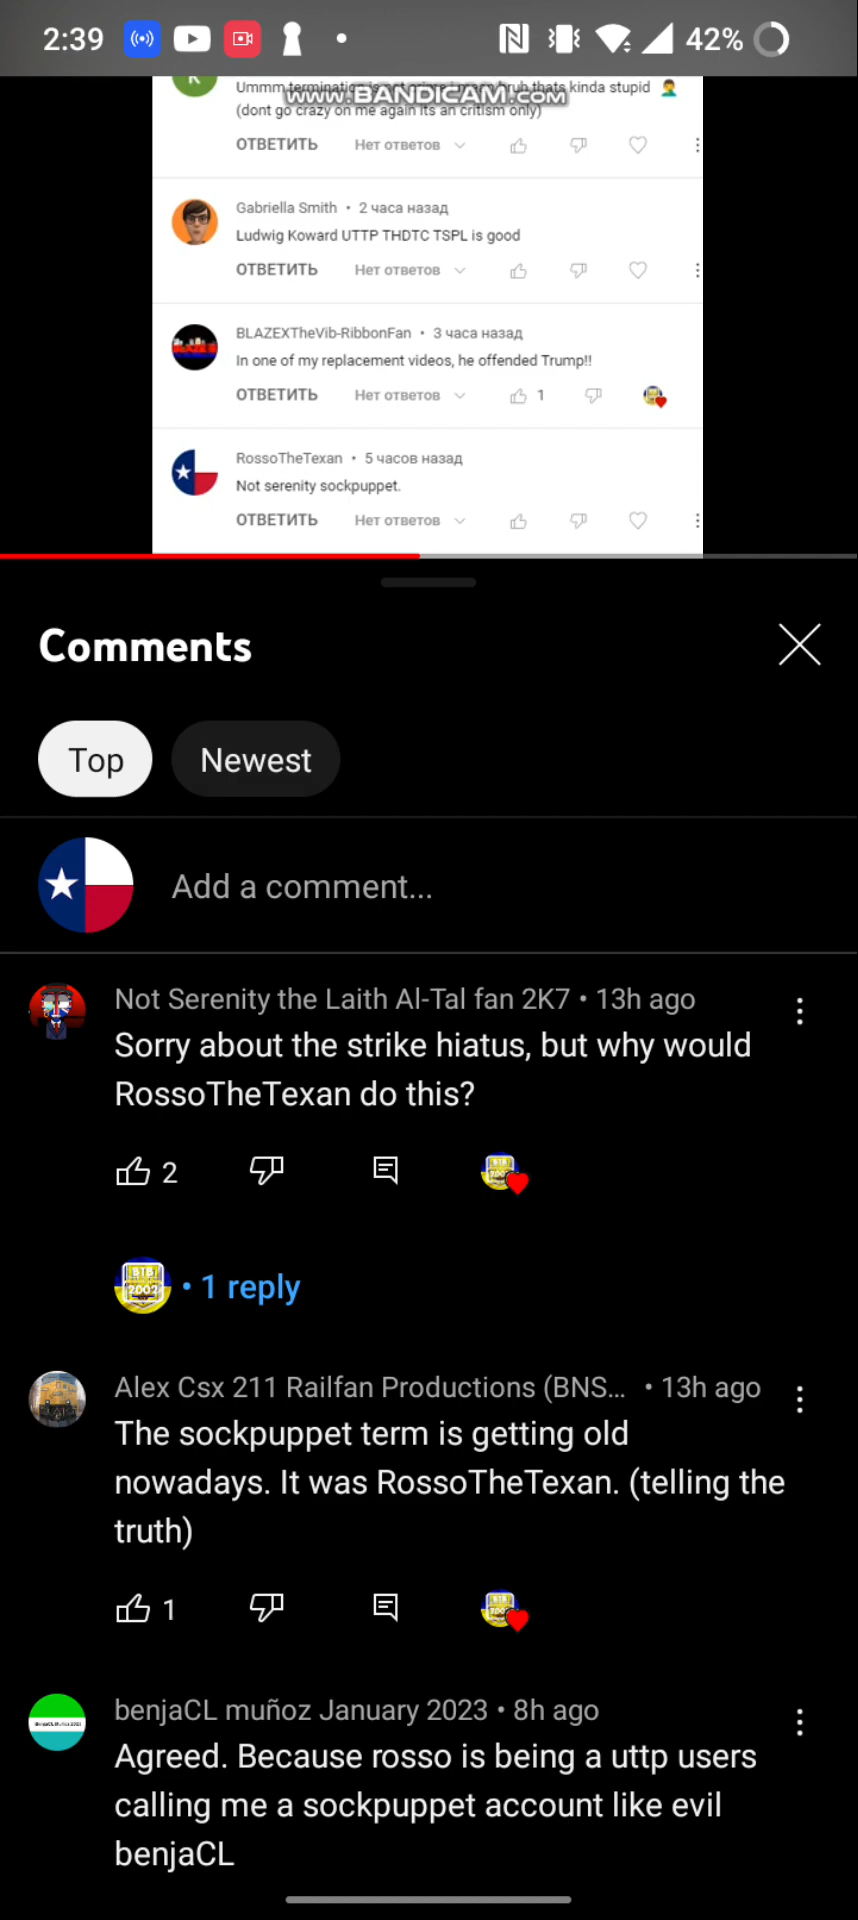 2:39
42%
K
www.BANDICAM.com
kinda stupid 🤦‍♂️
(dont go crazy on me again its an critism only)
ОТВЕТИТЬ Нет ответов
Gabriella Smith • 2 часа назад
Ludwig Koward UTTP THDTC TSPL is good
ОТВЕТИТЬ Нет ответов
BLAZEXTheVib-RibbonFan • 3 часа назад
In one of my replacement videos, he offended Trump!!
ОТВЕТИТЬ Нет ответов 1
RossoTheTexan • 5 часов назад
Not serenity sockpuppet.
ОТВЕТИТЬ Нет ответов
Comments
Top Newest
Add a comment...
Not Serenity the Laith Al-Tal fan 2K7 • 13h ago
Sorry about the strike hiatus, but why would
RossoTheTexan do this?
2
BTB
2002
• 1 reply
Alex Csx 211 Railfan Productions (BNS... • 13h ago
The sockpuppet term is getting old
nowadays. It was RossoTheTexan. (telling the
truth)
1
benjaCL muñoz January 2023 • 8h ago
Agreed. Because rosso is being a uttp users
calling me a sockpuppet account like evil
benjaCL